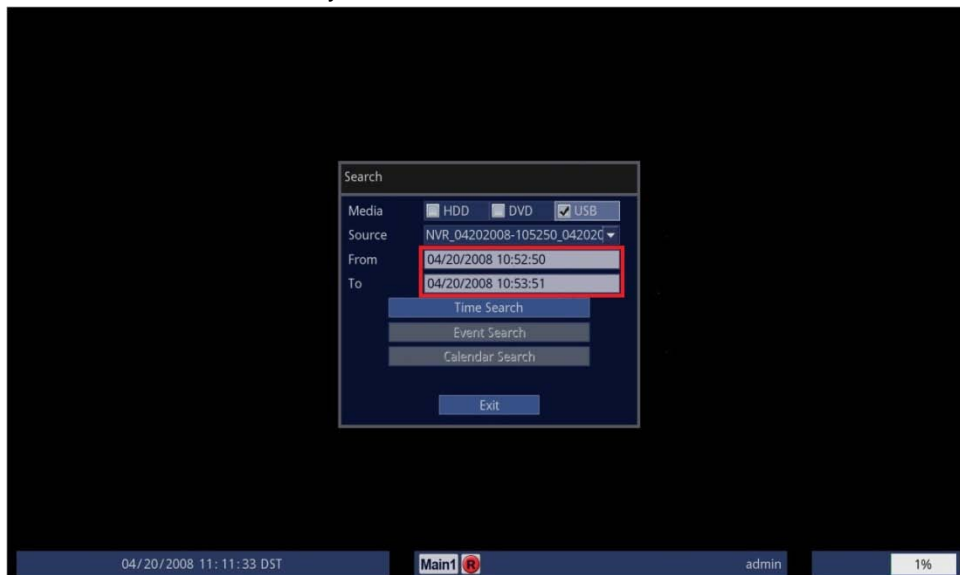 Search
Media HDD DVD USB
Source NVR_04202008-105250_04202
From 04/20/2008 10:52:50
To 04/20/2008 10:53:51
Time Search
Event Search
Calendar Search
Exit
04/20/2008 11:11:33 DST Main1 R admin 1%